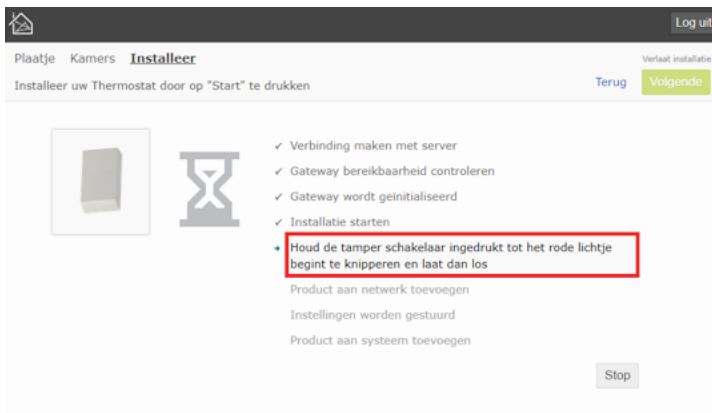 Log uit
Plaatje Kamers Installeer
Verlaat installatie
Installeer uw Thermostat door op "Start" te drukken
Terug
Volgende
✓ Verbinding maken met server
✓ Gateway bereikbaarheid controleren
✓ Gateway wordt geïnitialiseerd
✓ Installatie starten
Houd de tamper schakelaar ingedrukt tot het rode lichtje
begint te knipperen en laat dan los
Product aan netwerk toevoegen
Instellingen worden gestuurd
Product aan systeem toevoegen
Stop